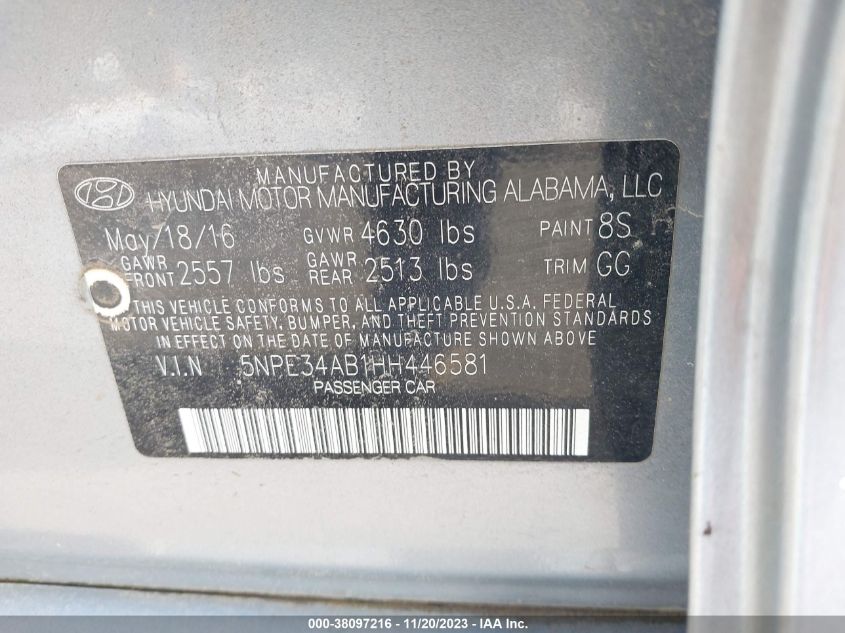 MANUFACTURED BY
HYUNDAI MOTOR MANUFACTURING ALABAMA, LLC
May/18/16 GVWR 4630 lbs PAINT 8S
GAWR FRONT 2557 lbs GAWR REAR 2513 lbs TRIM GG
THIS VEHICLE CONFORMS TO ALL APPLICABLE U.S.A. FEDERAL
MOTOR VEHICLE SAFETY, BUMPER, AND THEFT PREVENTION STANDARDS
IN EFFECT ON THE DATE OF MANUFACTURE SHOWN ABOVE
V.I.N 5NPE34AB1HH446581
PASSENGER CAR
000-38097216 - 11/20/2023 - IAAI.COM